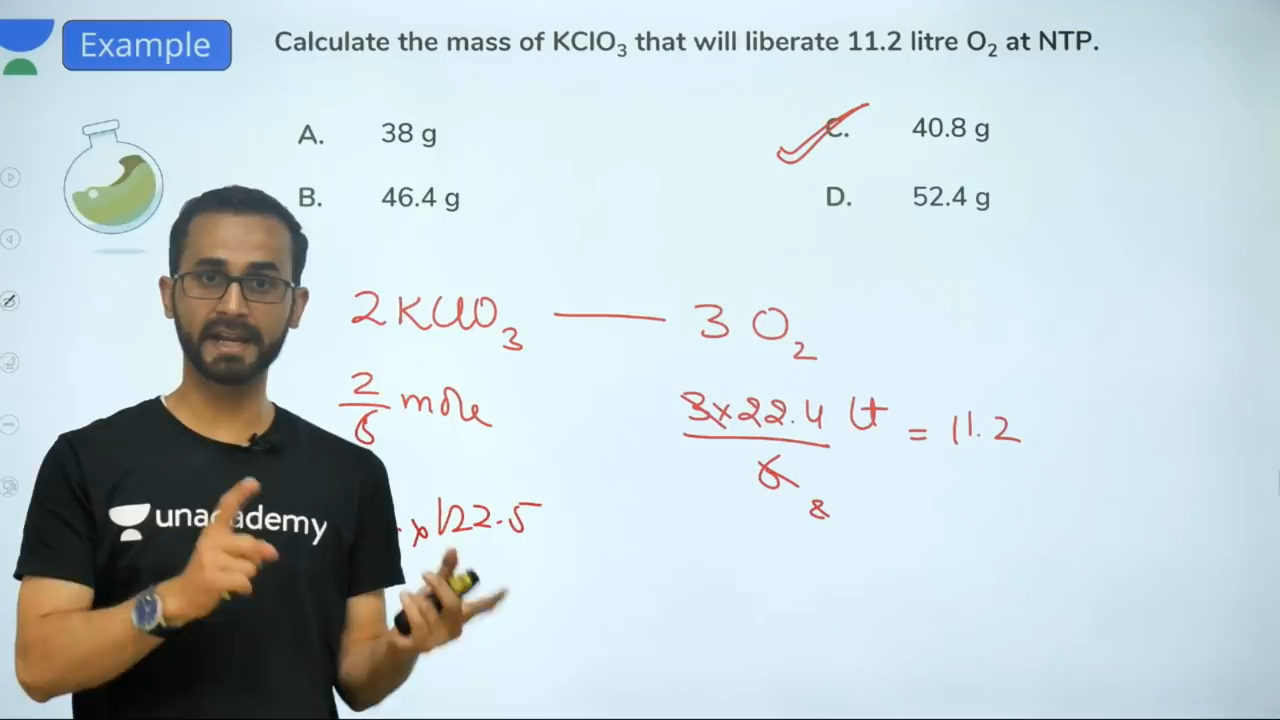 Example
Calculate the mass of KClO₃ that will liberate 11.2 litre O₂ at NTP.
A. 38 g
C. 40.8 g
B. 46.4 g
D. 52.4 g
2KClO₃ — 3O₂
2/6 mole
3×22.4 lt / 6 = 11.2
2
×122.5
unacademy